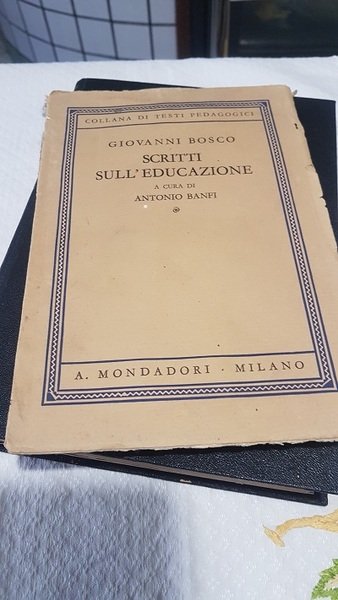 COLLANA DI TESTI PEDAGOGICI
GIOVANNI BOSCO
SCRITTI
SULL'EDUCAZIONE
A CURA DI
ANTONIO BANFI
A. MONDADORI · MILANO